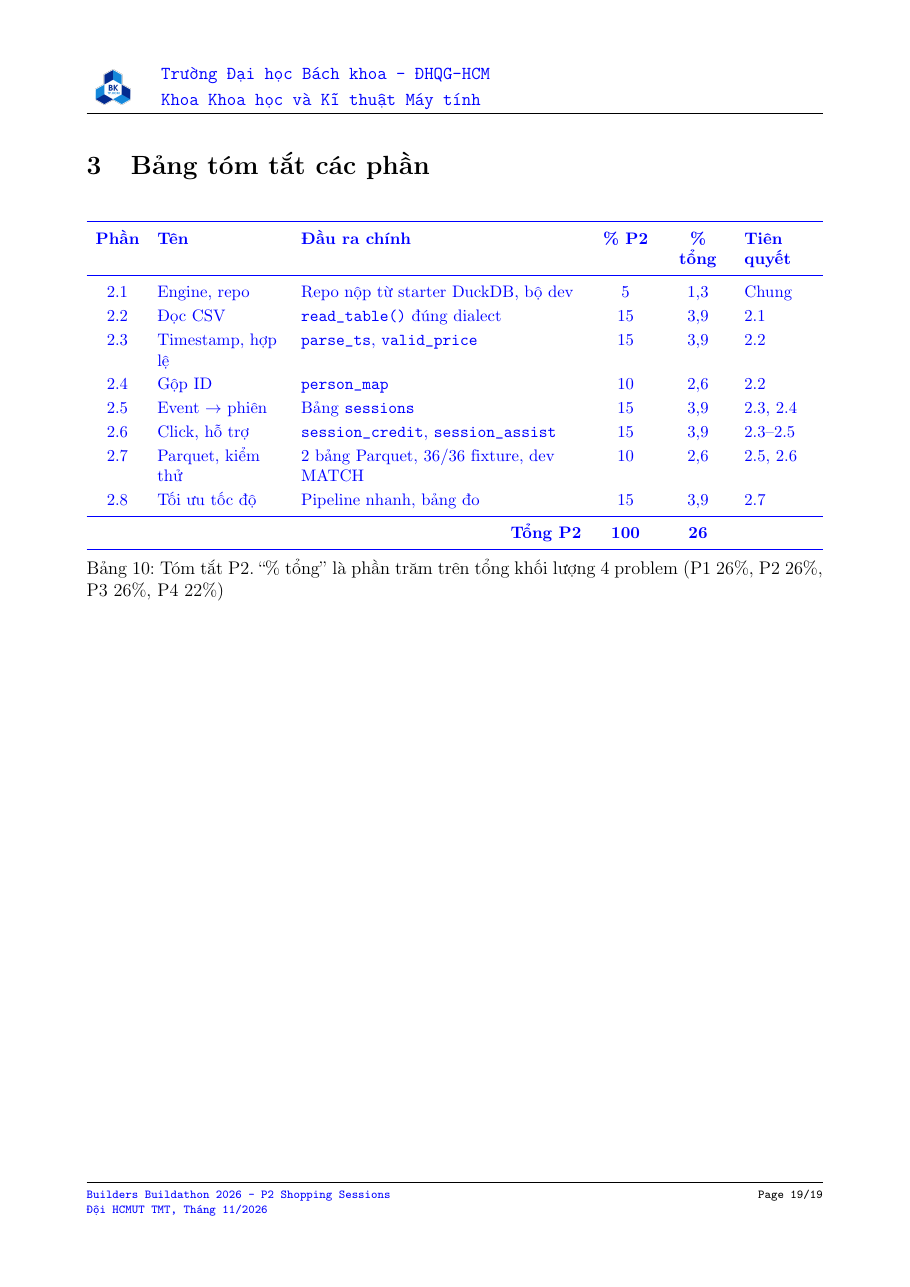 BK
Trường Đại học Bách khoa - ĐHQG-HCM
Khoa Khoa học và Kĩ thuật Máy tính
3 Bảng tóm tắt các phần
Phần Tên Đầu ra chính % P2 % tổng Tiên quyết
2.1 Engine, repo Repo nộp từ starter DuckDB, bộ dev 5 1,3 Chung
2.2 Đọc CSV read_table() đúng dialect 15 3,9 2.1
2.3 Timestamp, hợp lệ parse_ts, valid_price 15 3,9 2.2
2.4 Gộp ID person_map 10 2,6 2.2
2.5 Event → phiên Bảng sessions 15 3,9 2.3, 2.4
2.6 Click, hỗ trợ session_credit, session_assist 15 3,9 2.3–2.5
2.7 Parquet, kiểm thử 2 bảng Parquet, 36/36 fixture, dev MATCH 10 2,6 2.5, 2.6
2.8 Tối ưu tốc độ Pipeline nhanh, bảng đo 15 3,9 2.7
Tổng P2 100 26
Bảng 10: Tóm tắt P2. “% tổng” là phần trăm trên tổng khối lượng 4 problem (P1 26%, P2 26%,
P3 26%, P4 22%)
Builders Buildathon 2026 - P2 Shopping Sessions Page 19/19
Đội HCMUT TMT, Tháng 11/2026